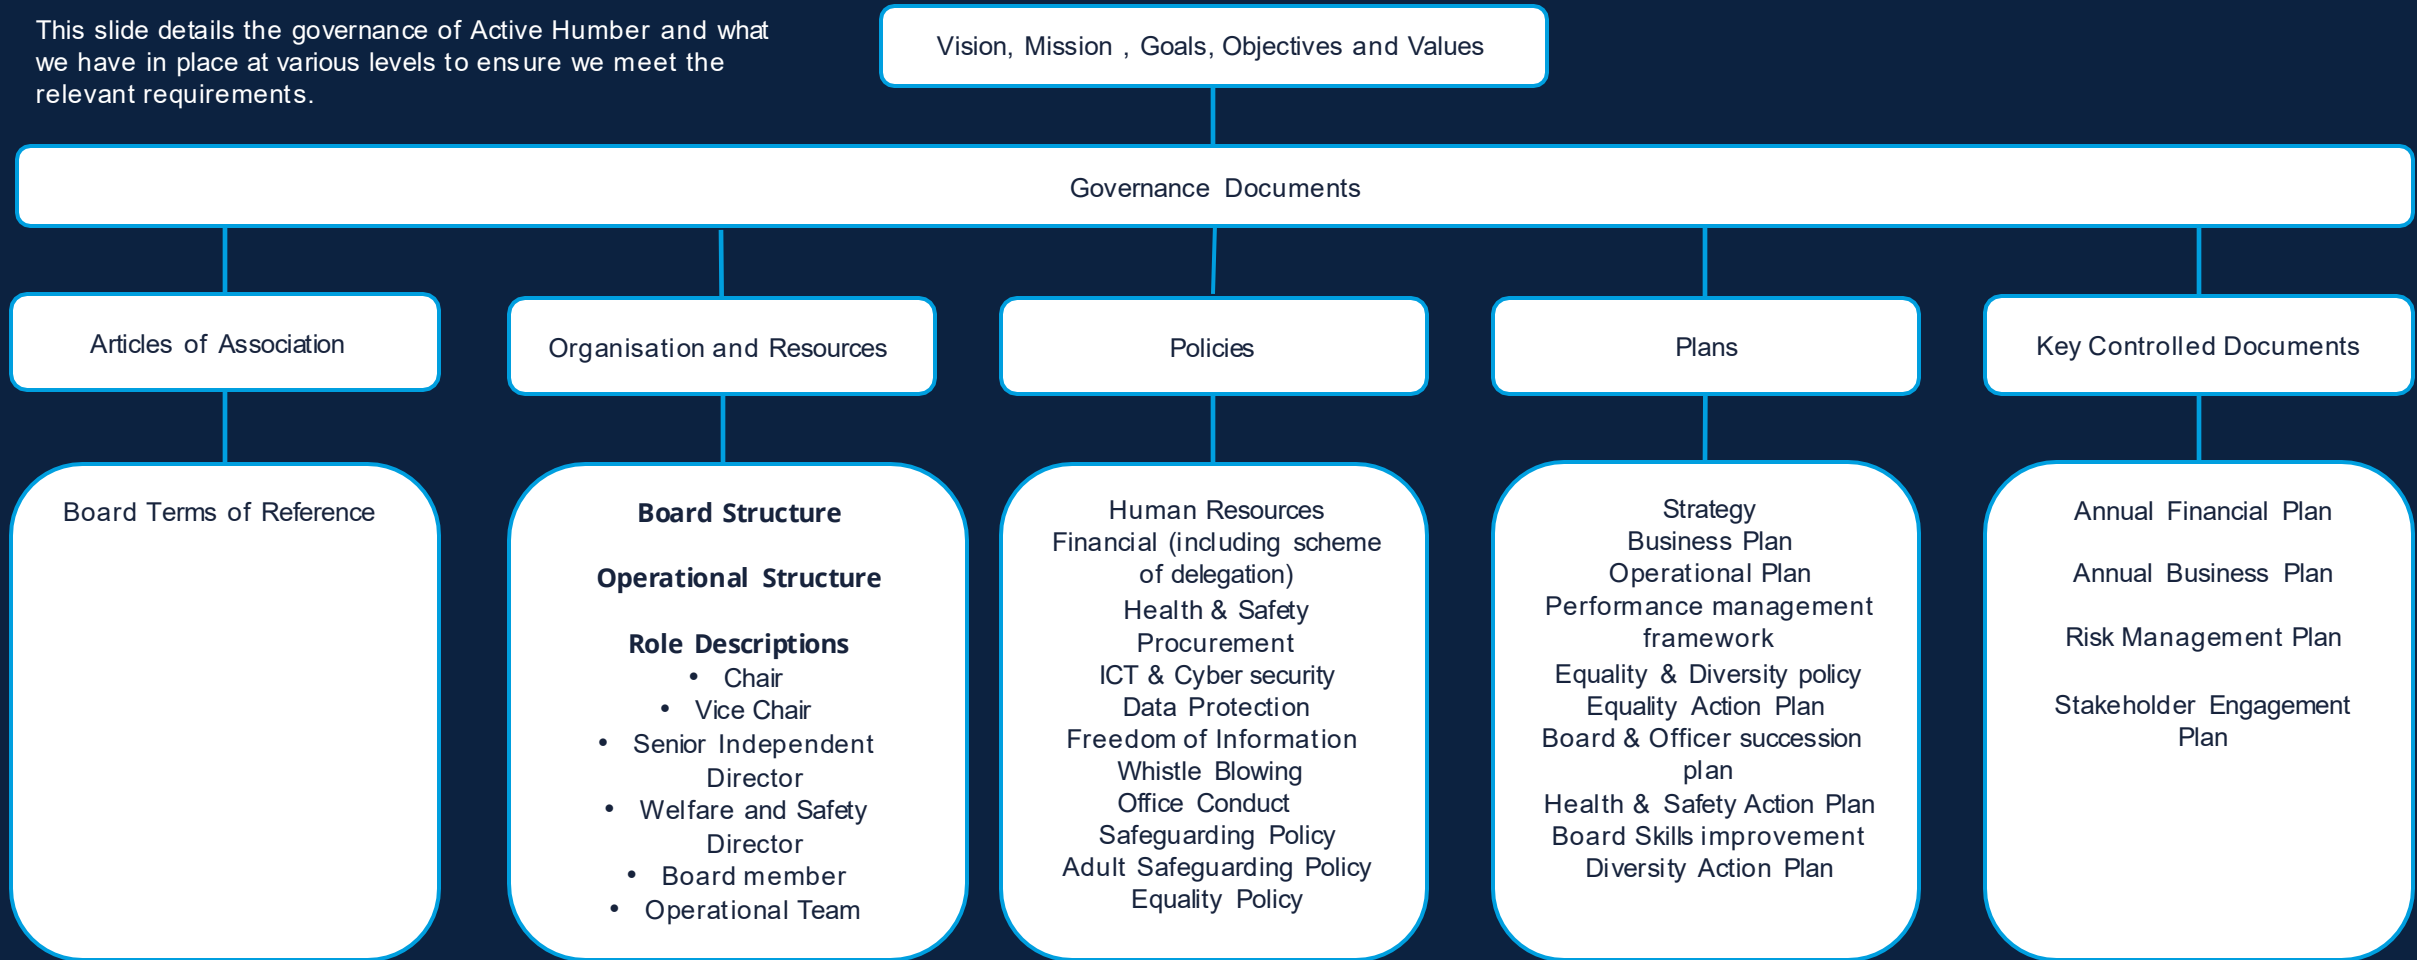 This slide details the governance of Active Humber and what
we have in place at various levels to ensure we meet the
relevant requirements.
Vision, Mission , Goals, Objectives and Values
Governance Documents
Articles of Association
Organisation and Resources
Policies
Plans
Key Controlled Documents
Board Terms of Reference
Board Structure
Operational Structure
Role Descriptions
• Chair
• Vice Chair
• Senior Independent
Director
• Welfare and Safety
Director
• Board member
• Operational Team
Human Resources
Financial (including scheme
of delegation)
Health & Safety
Procurement
ICT & Cyber security
Data Protection
Freedom of Information
Whistle Blowing
Office Conduct
Safeguarding Policy
Adult Safeguarding Policy
Equality Policy
Strategy
Business Plan
Operational Plan
Performance management
framework
Equality & Diversity policy
Equality Action Plan
Board & Officer succession
plan
Health & Safety Action Plan
Board Skills improvement
Diversity Action Plan
Annual Financial Plan
Annual Business Plan
Risk Management Plan
Stakeholder Engagement
Plan